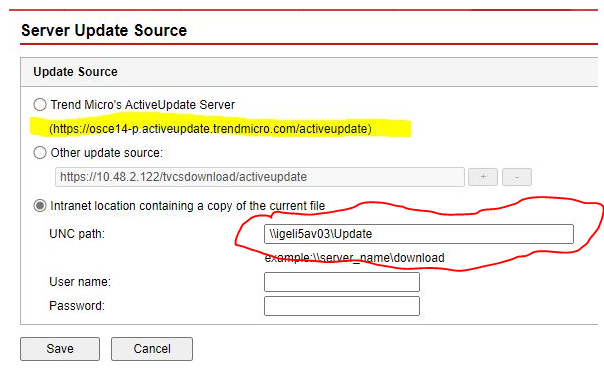 Server Update Source
Update Source
Trend Micro's ActiveUpdate Server
(https://osce14-p.activeupdate.trendmicro.com/activeupdate)
Other update source:
https://10.48.2.122/tvcsdownload/activeupdate + -
Intranet location containing a copy of the current file
UNC path: \\igeli5av03\Update
example:\\server_name\download
User name:
Password:
Save Cancel